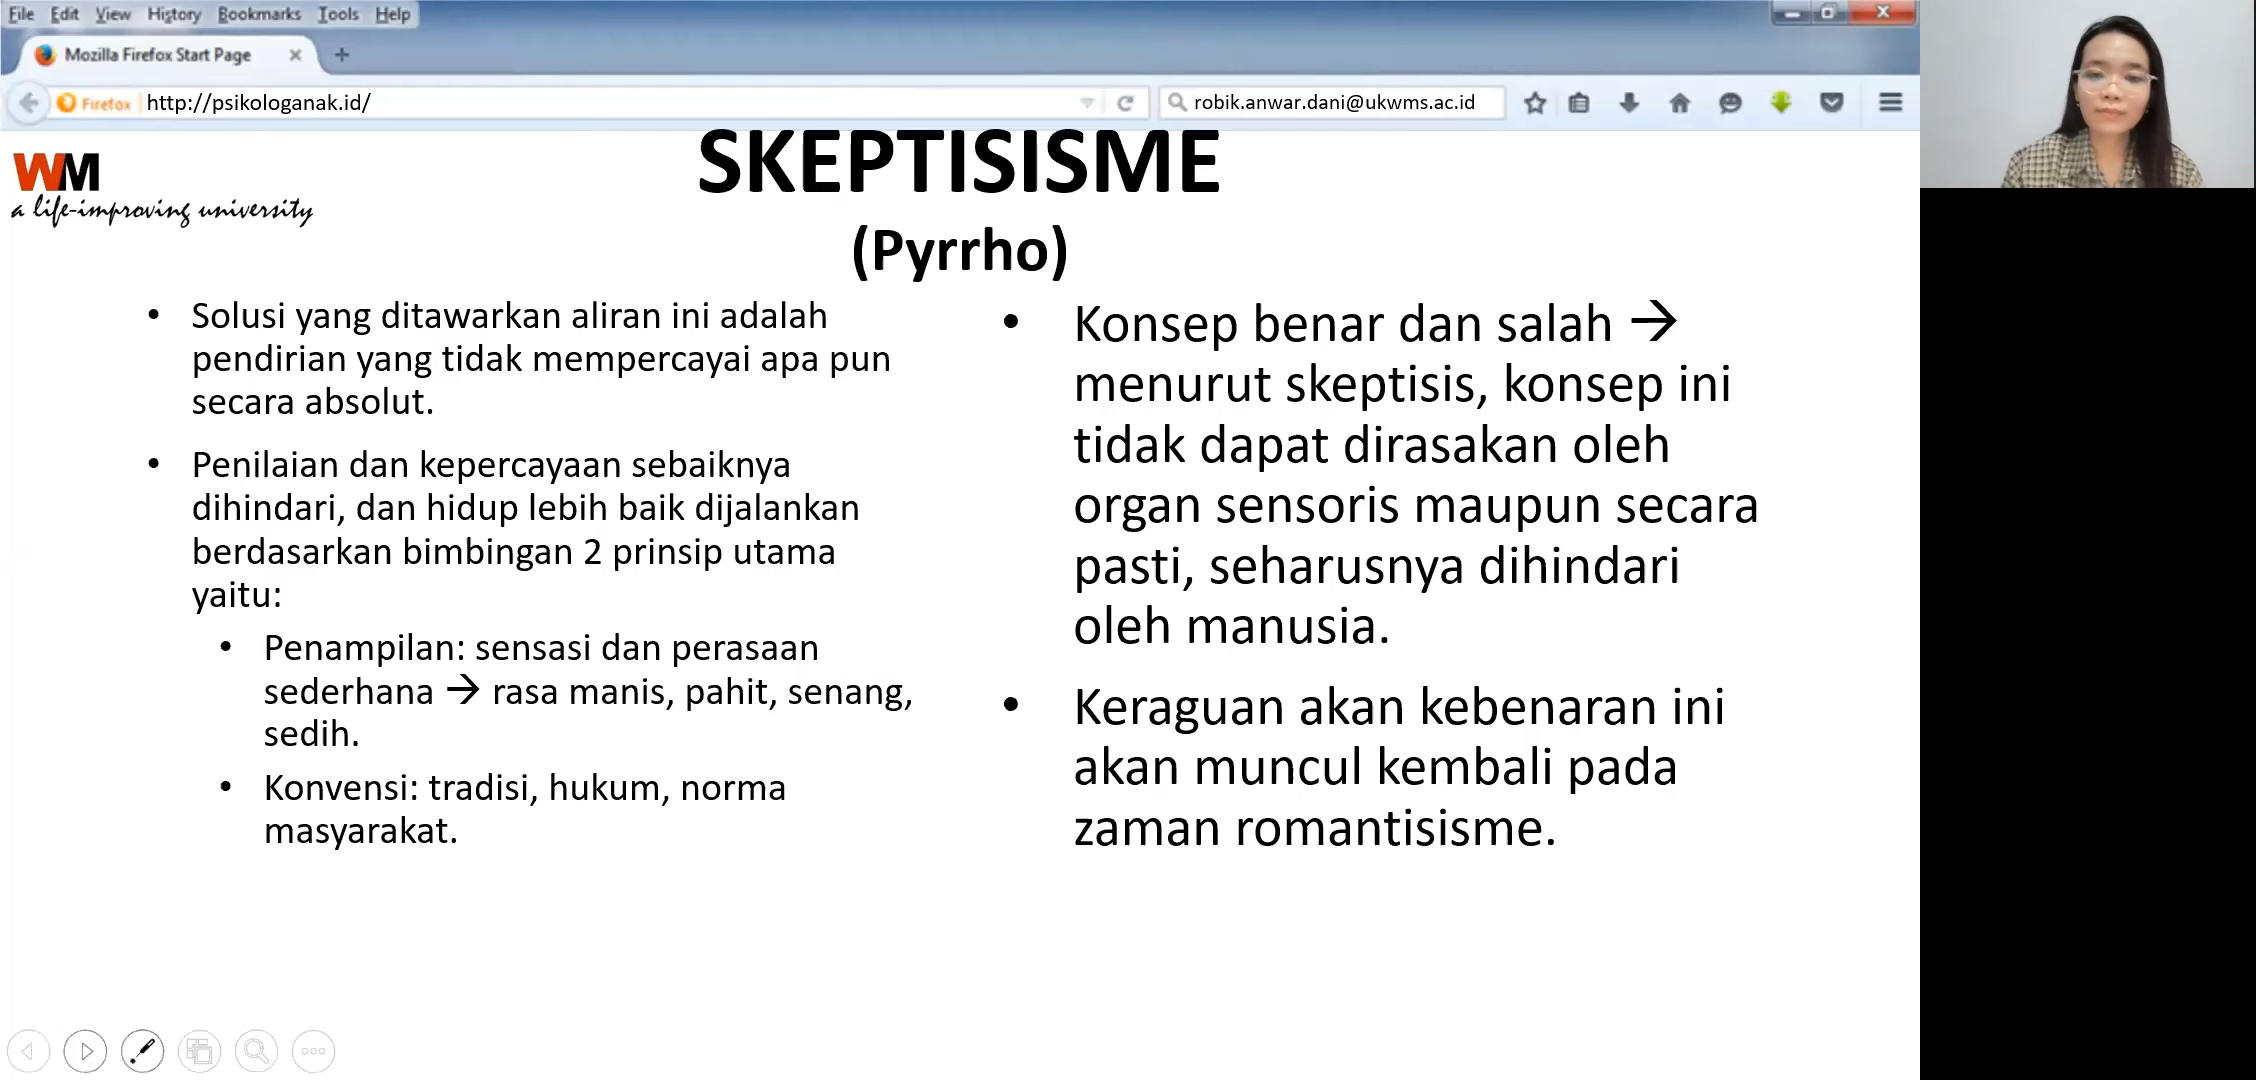 File Edit View History Bookmarks Tools Help
Mozilla Firefox Start Page
Firefox http://psikologanak.id/
robik.anwar.dani@ukwms.ac.id
WM
a life-improving university
SKEPTISISME
(Pyrrho)
• Solusi yang ditawarkan aliran ini adalah
pendirian yang tidak mempercayai apa pun
secara absolut.
• Penilaian dan kepercayaan sebaiknya
dihindari, dan hidup lebih baik dijalankan
berdasarkan bimbingan 2 prinsip utama
yaitu:
• Penampilan: sensasi dan perasaan
sederhana → rasa manis, pahit, senang,
sedih.
• Konvensi: tradisi, hukum, norma
masyarakat.
• Konsep benar dan salah →
menurut skeptisis, konsep ini
tidak dapat dirasakan oleh
organ sensoris maupun secara
pasti, seharusnya dihindari
oleh manusia.
• Keraguan akan kebenaran ini
akan muncul kembali pada
zaman romantisisme.